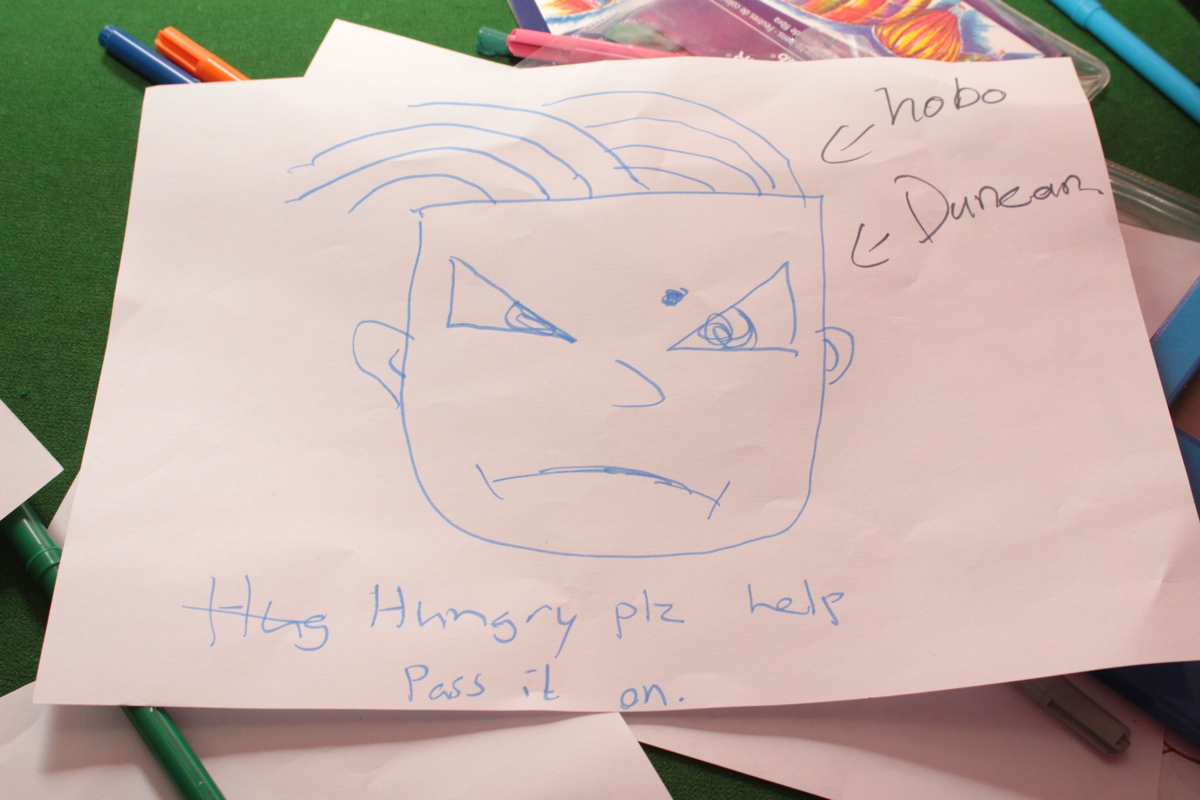 hobo
Duncan
Hug Hungry plz help
Pass it on.